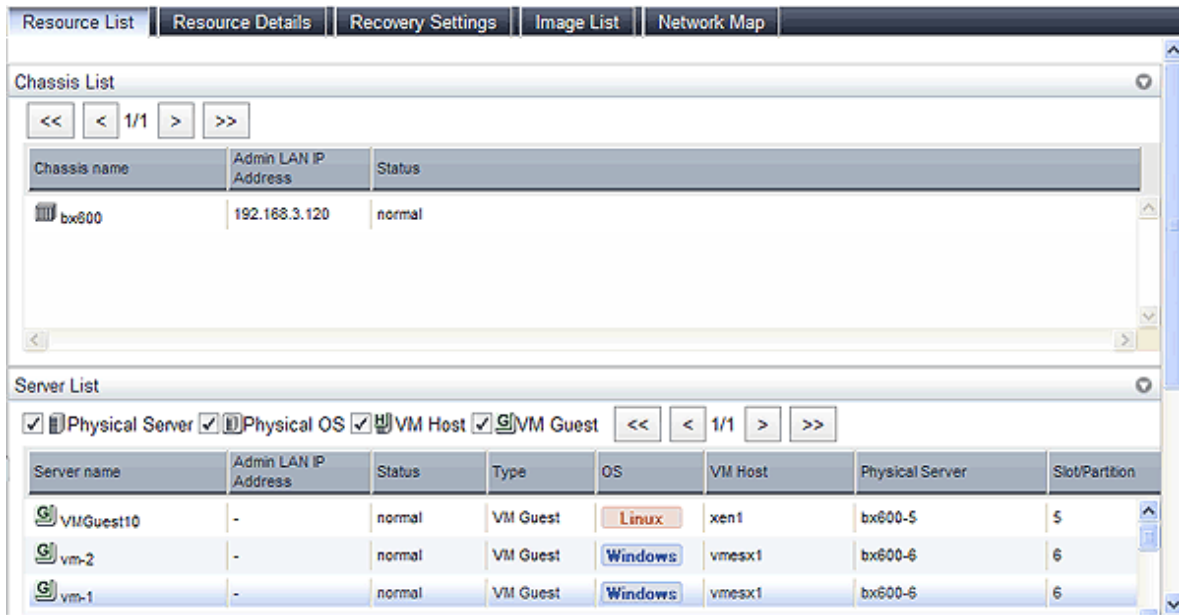 Resource List Resource Details Recovery Settings Image List Network Map
Chassis List
<< < 1/1 > >>
Chassis name Admin LAN IP Address Status
bx600 192.168.3.120 normal
Server List
Physical Server Physical OS VM Host VM Guest << < 1/1 > >>
Server name Admin LAN IP Address Status Type OS VM Host Physical Server Slot/Partition
VMGuest10 - normal VM Guest Linux xen1 bx600-5 5
vm-2 - normal VM Guest Windows vmesx1 bx600-6 6
vm-1 - normal VM Guest Windows vmesx1 bx600-6 6